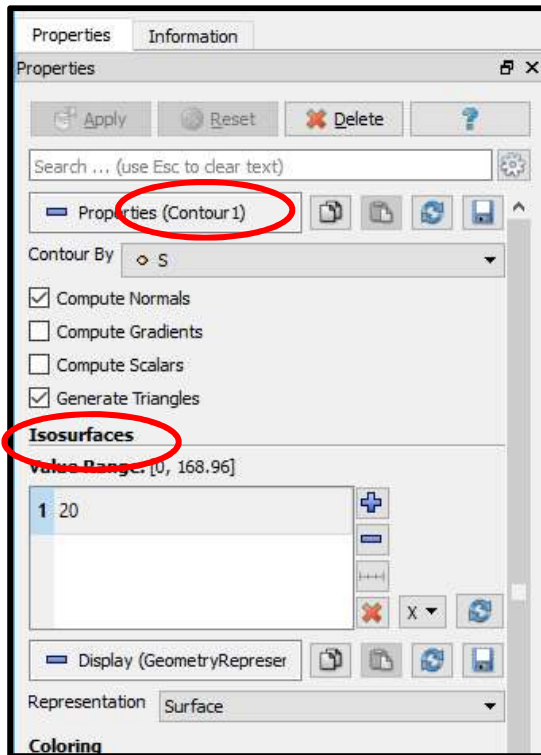 Properties Information
Properties
Apply Reset Delete ?
Search ... (use Esc to clear text)
Properties (Contour1)
Contour By S
Compute Normals
Compute Gradients
Compute Scalars
Generate Triangles
Isosurfaces
Value Range: [0, 168.96]
1 20
X
Display (GeometryRepreser
Representation Surface
Coloring